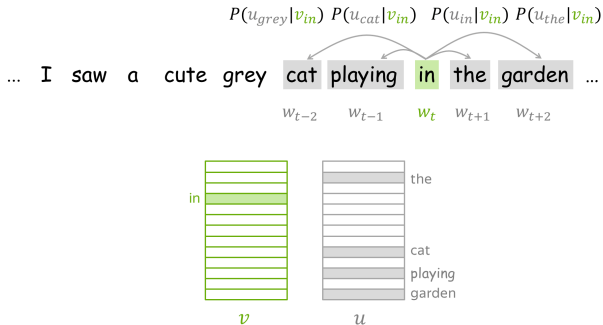 P(u_grey|v_in) P(u_cat|v_in) P(u_in|v_in) P(u_the|v_in)
... I saw a cute grey cat playing in the garden ...
w_t−2 w_t−1 w_t w_t+1 w_t+2
the
in
cat
playing
garden
v u